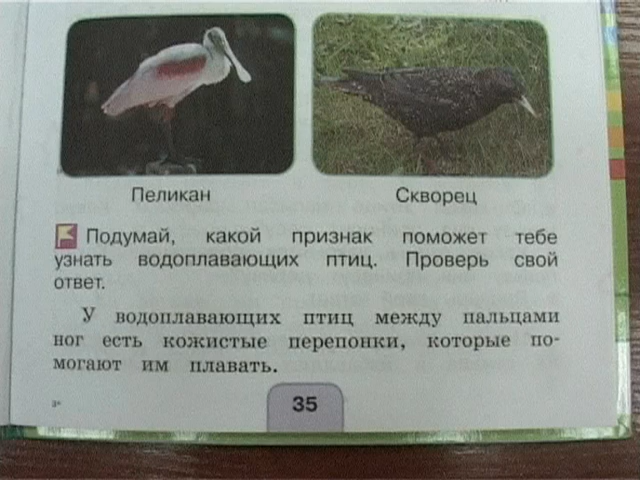 Пеликан
Скворец
Подумай, какой признак поможет тебе
узнать водоплавающих птиц. Проверь свой
ответ.
У водоплавающих птиц между пальцами
ног есть кожистые перепонки, которые по-
могают им плавать.
3*
35